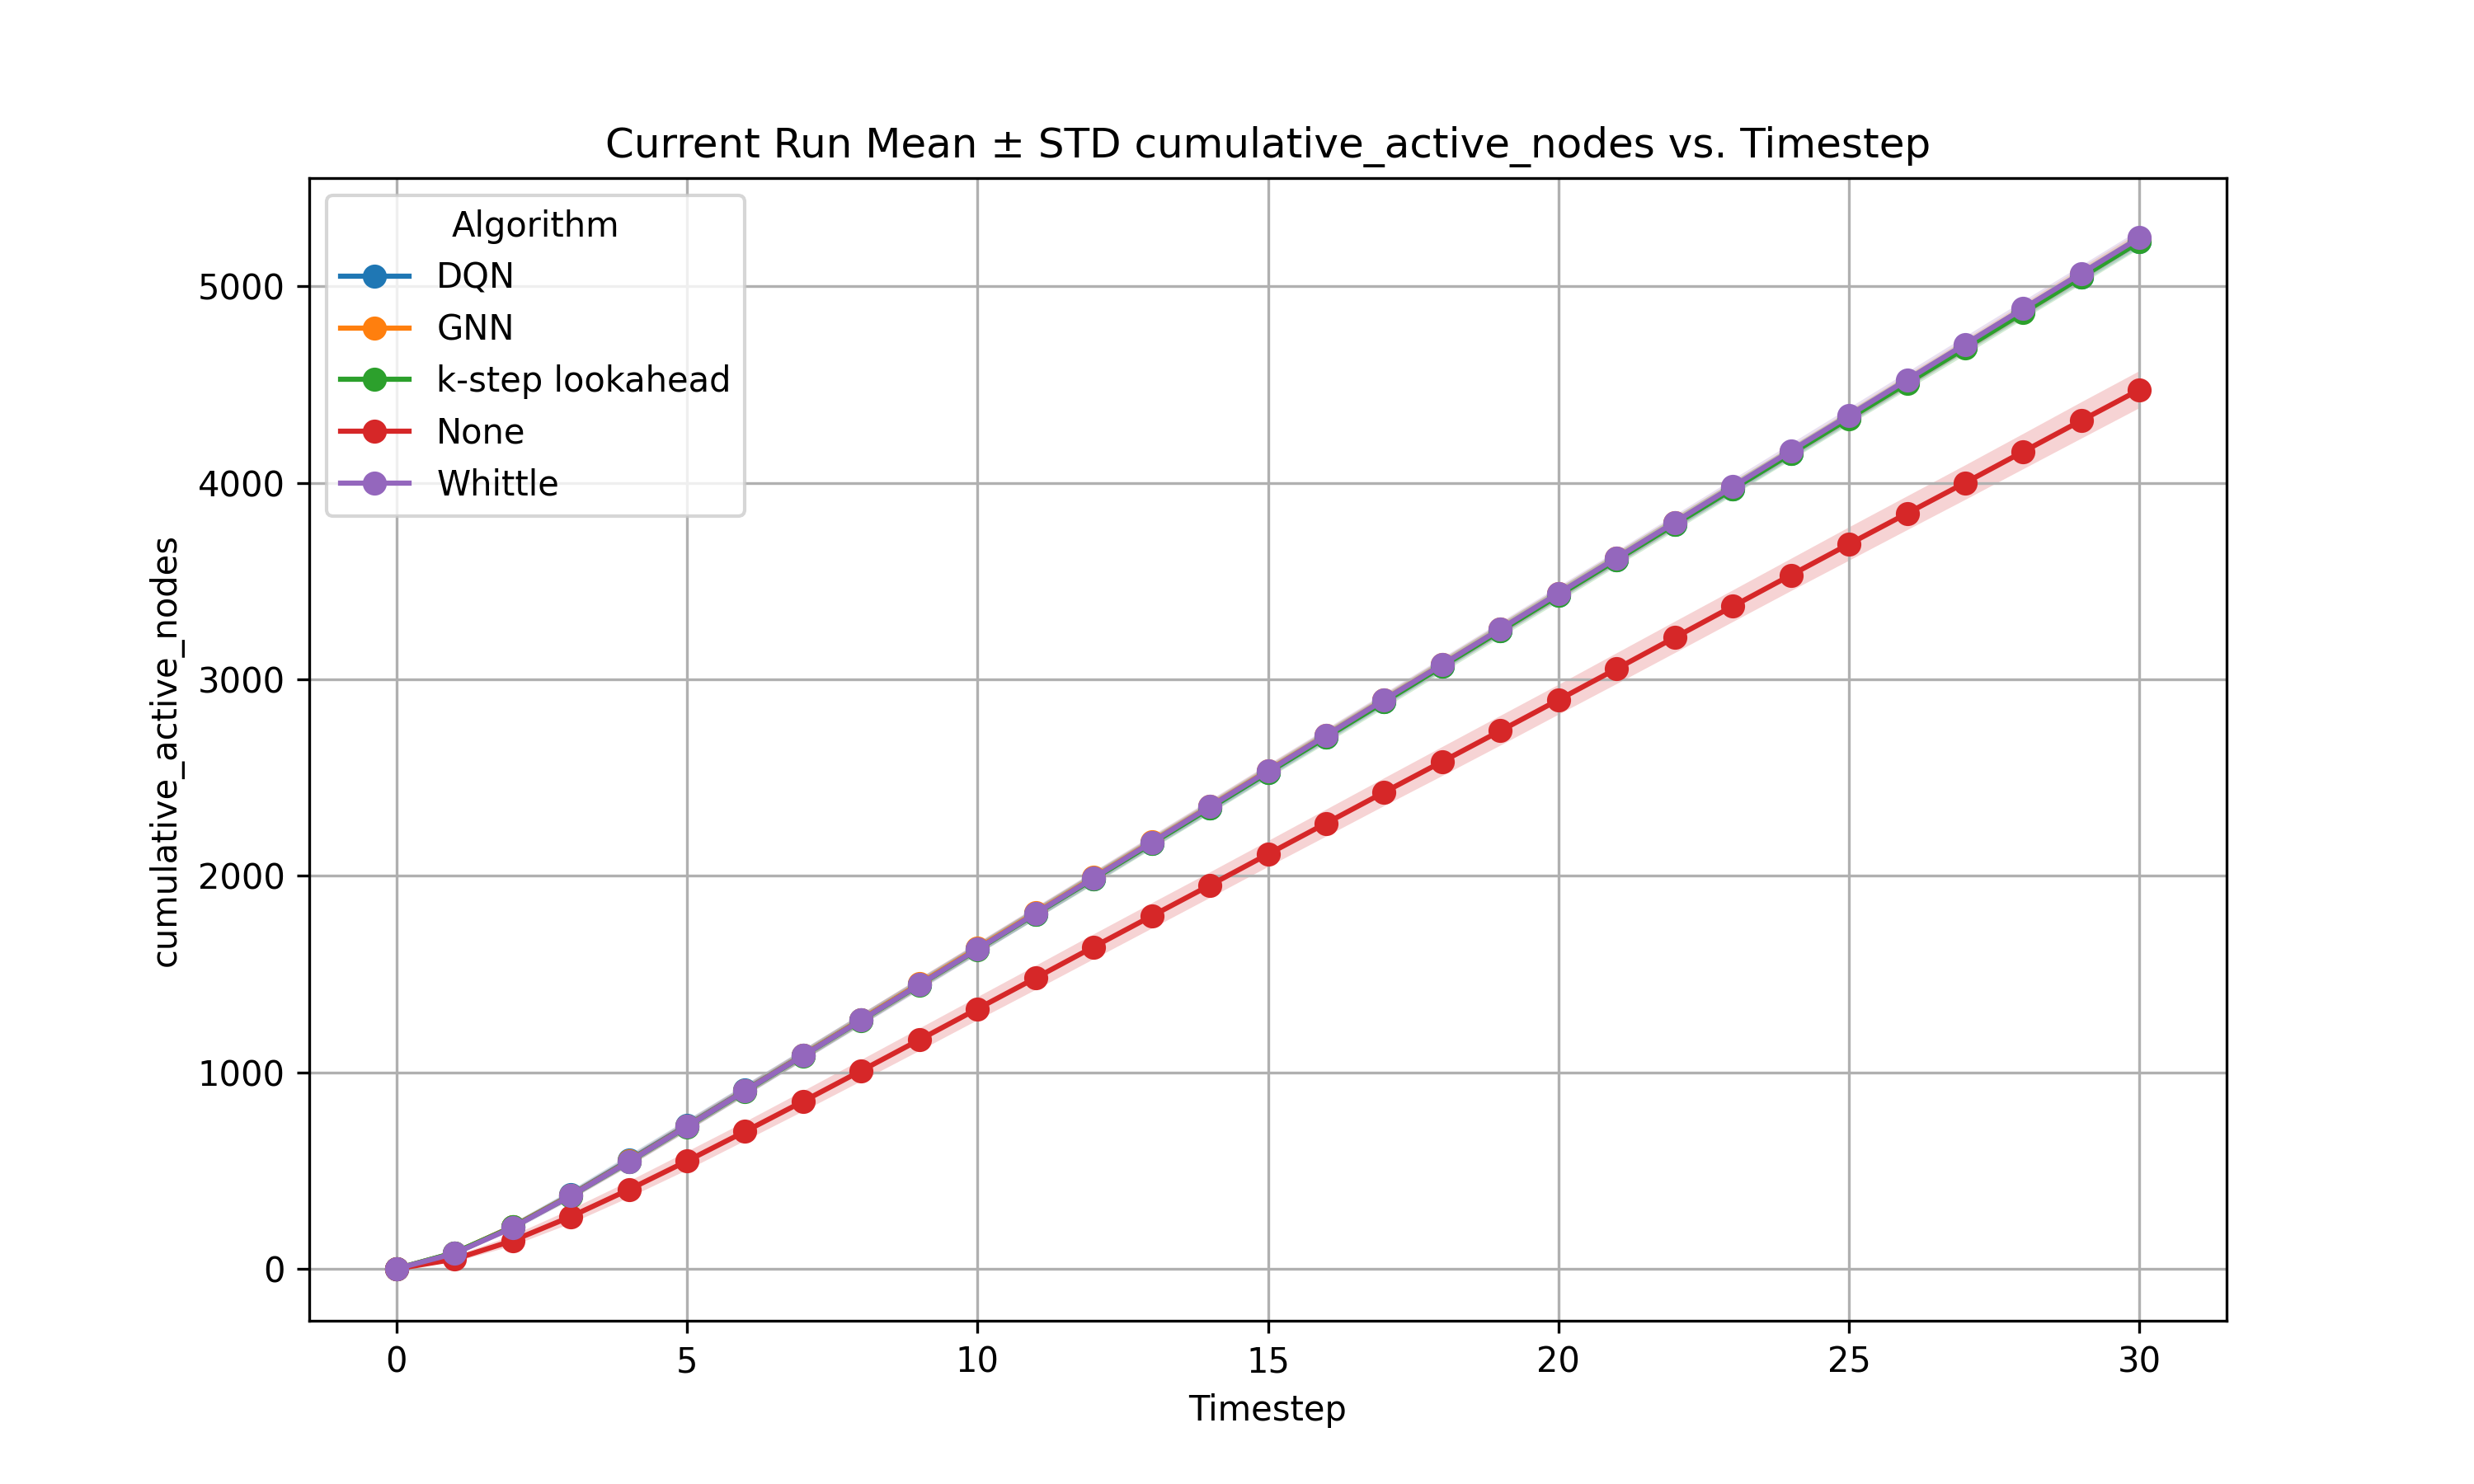 Current Run Mean ± STD cumulative_active_nodes vs. Timestep
Algorithm
DQN
GNN
k-step lookahead
None
Whittle
cumulative_active_nodes
5000
4000
3000
2000
1000
0
0 5 10 15 20 25 30
Timestep